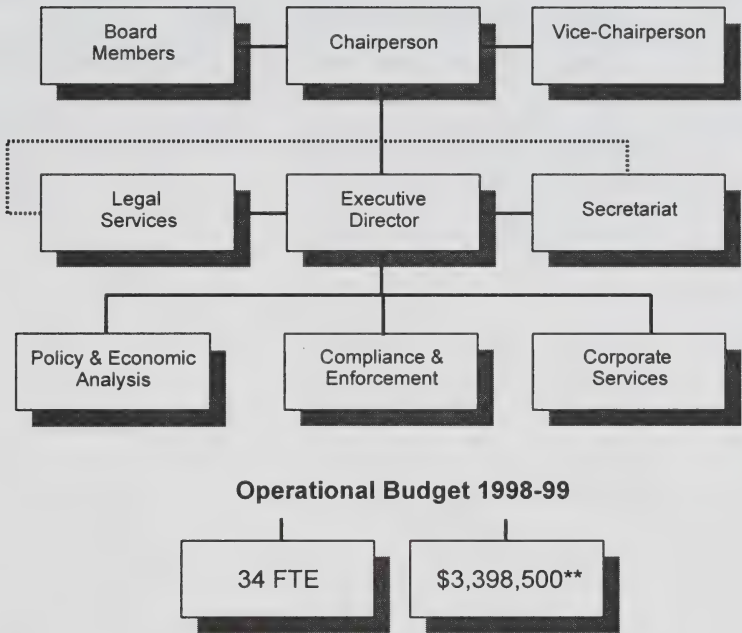 Board
Members
Chairperson
Vice-Chairperson
Legal
Services
Executive
Director
Secretariat
Policy & Economic
Analysis
Compliance &
Enforcement
Corporate
Services
Operational Budget 1998-99
34 FTE
$3,398,500**